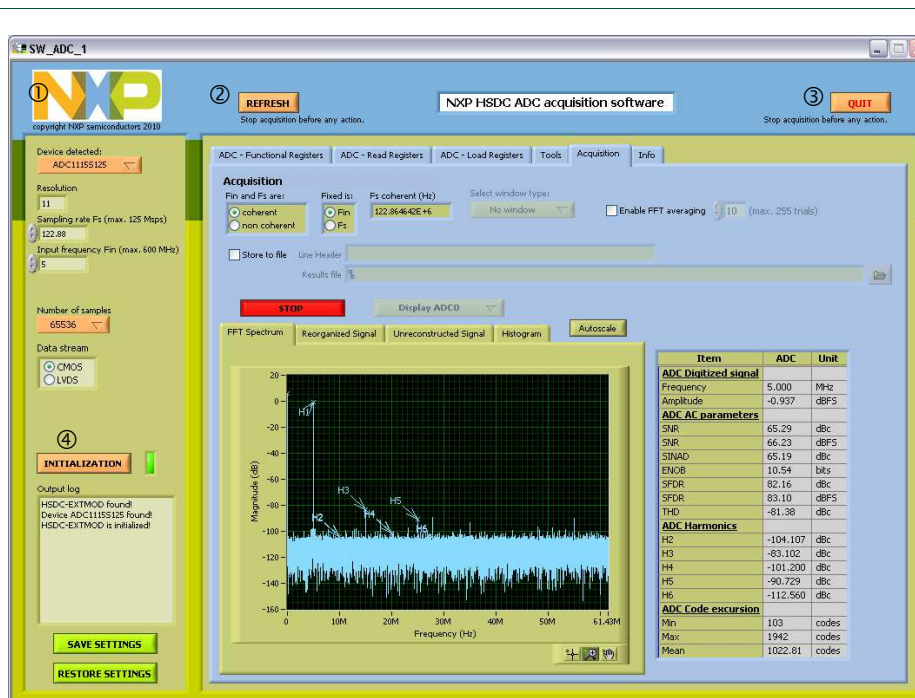 SW_ADC_1
①
NXP
copyright NXP semiconductors 2010
②
REFRESH
Stop acquisition before any action.
NXP HSDC ADC acquisition software
③
QUIT
Stop acquisition before any action.
Device detected:
ADC1115S125
Resolution
11
Sampling rate Fs (max. 125 Msps)
122.88
Input frequency Fin (max. 600 MHz)
5
Number of samples
65536
Data stream
CMOS
LVDS
④
INITIALIZATION
Output log
HSDC-EXTMOD found!
Device ADC1115S125 found!
HSDC-EXTMOD is initialized!
SAVE SETTINGS
RESTORE SETTINGS
ADC - Functional Registers
ADC - Read Registers
ADC - Load Registers
Tools
Acquisition
Info
Acquisition
Fin and Fs are:
coherent
non coherent
Fixed is:
Fin
Fs
Fs coherent (Hz)
122.864642E+6
Select window type:
No window
Enable FFT averaging
10
(max. 255 trials)
Store to file
Line Header
Results file
STOP
Display ADC0
FFT Spectrum
Reorganized Signal
Unreconstructed Signal
Histogram
Autoscale
Magnitude (dB)
20
0
-20
-40
-60
-80
-100
-120
-140
-160
H1
H2
H3
H4
H5
H6
0 10M 20M 30M 40M 50M 61.43M
Frequency (Hz)
Item ADC Unit
ADC Digitized signal
Frequency 5.000 MHz
Amplitude -0.937 dBFS
ADC AC parameters
SNR 65.29 dBc
SNR 66.23 dBFS
SINAD 65.19 dBc
ENOB 10.54 bits
SFDR 82.16 dBc
SFDR 83.10 dBFS
THD -81.38 dBc
ADC Harmonics
H2 -104.107 dBc
H3 -83.102 dBc
H4 -101.200 dBc
H5 -90.729 dBc
H6 -112.560 dBc
ADC Code excursion
Min 103 codes
Max 1942 codes
Mean 1022.81 codes